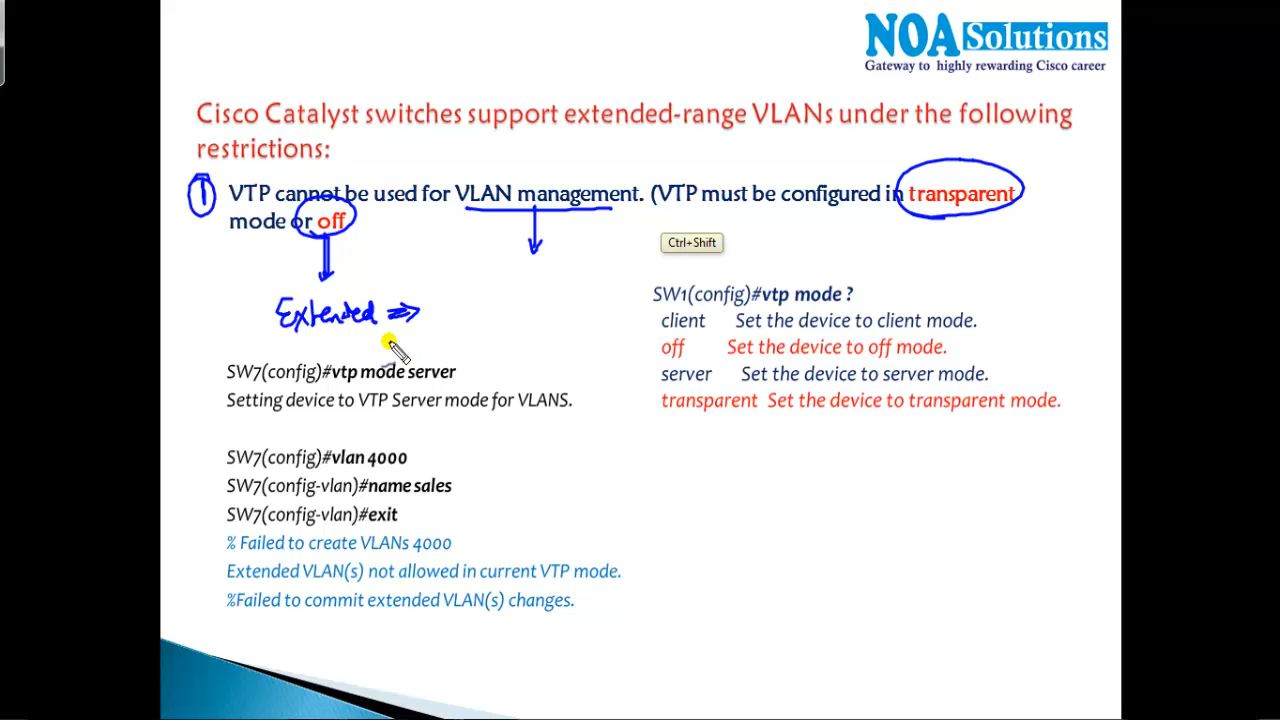 NOA Solutions
Gateway to highly rewarding Cisco career
Cisco Catalyst switches support extended-range VLANs under the following
restrictions:
1 VTP cannot be used for VLAN management. (VTP must be configured in transparent
mode or off
Ctrl+Shift
Extended
SW7(config)#vtp mode server
Setting device to VTP Server mode for VLANS.
SW7(config)#vlan 4000
SW7(config-vlan)#name sales
SW7(config-vlan)#exit
% Failed to create VLANs 4000
Extended VLAN(s) not allowed in current VTP mode.
%Failed to commit extended VLAN(s) changes.
SW1(config)#vtp mode ?
client Set the device to client mode.
off Set the device to off mode.
server Set the device to server mode.
transparent Set the device to transparent mode.